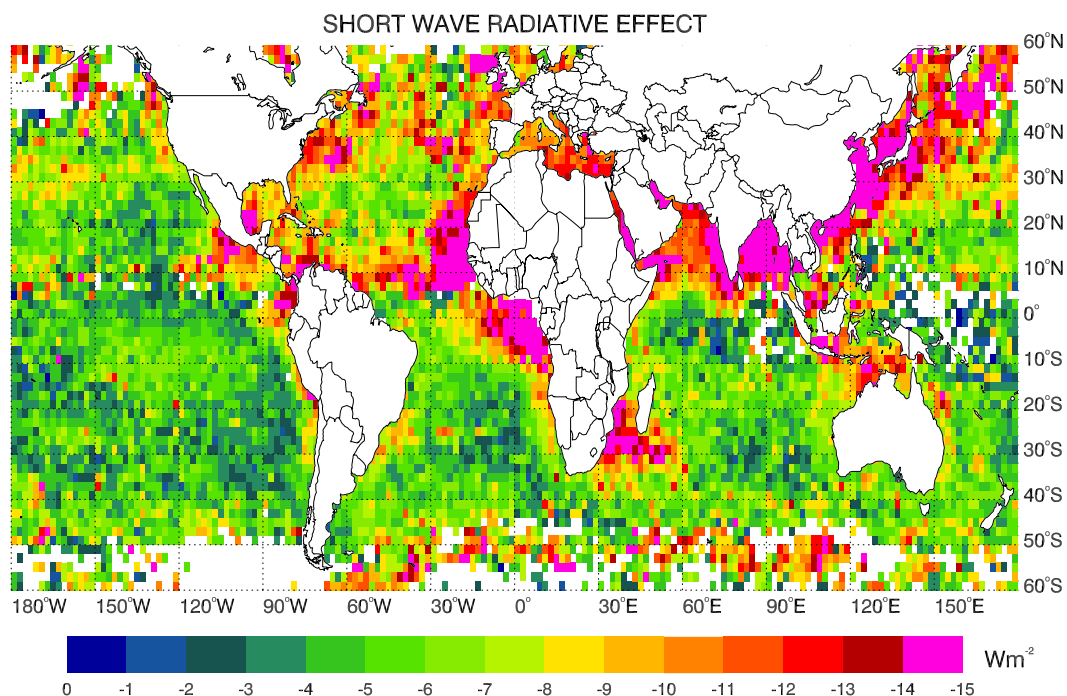 SHORT WAVE RADIATIVE EFFECT
60°N
50°N
40°N
30°N
20°N
10°N
0°
10°S
20°S
30°S
40°S
50°S
60°S
180°W 150°W 120°W 90°W 60°W 30°W 0° 30°E 60°E 90°E 120°E 150°E
Wm⁻²
0 -1 -2 -3 -4 -5 -6 -7 -8 -9 -10 -11 -12 -13 -14 -15